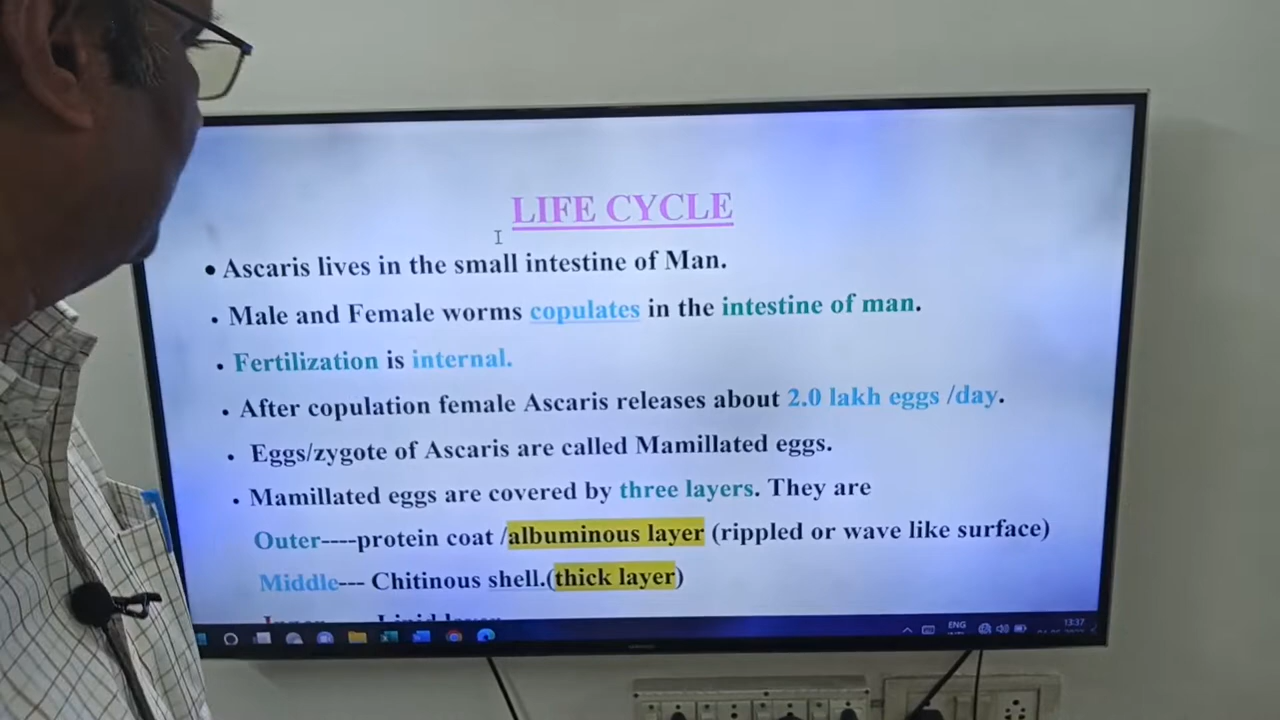 LIFE CYCLE
• Ascaris lives in the small intestine of Man.
• Male and Female worms copulates in the intestine of man.
• Fertilization is internal.
• After copulation female Ascaris releases about 2.0 lakh eggs /day.
• Eggs/zygote of Ascaris are called Mamillated eggs.
• Mamillated eggs are covered by three layers. They are
Outer----protein coat /albuminous layer (rippled or wave like surface)
Middle--- Chitinous shell.(thick layer)
ENG
13:37